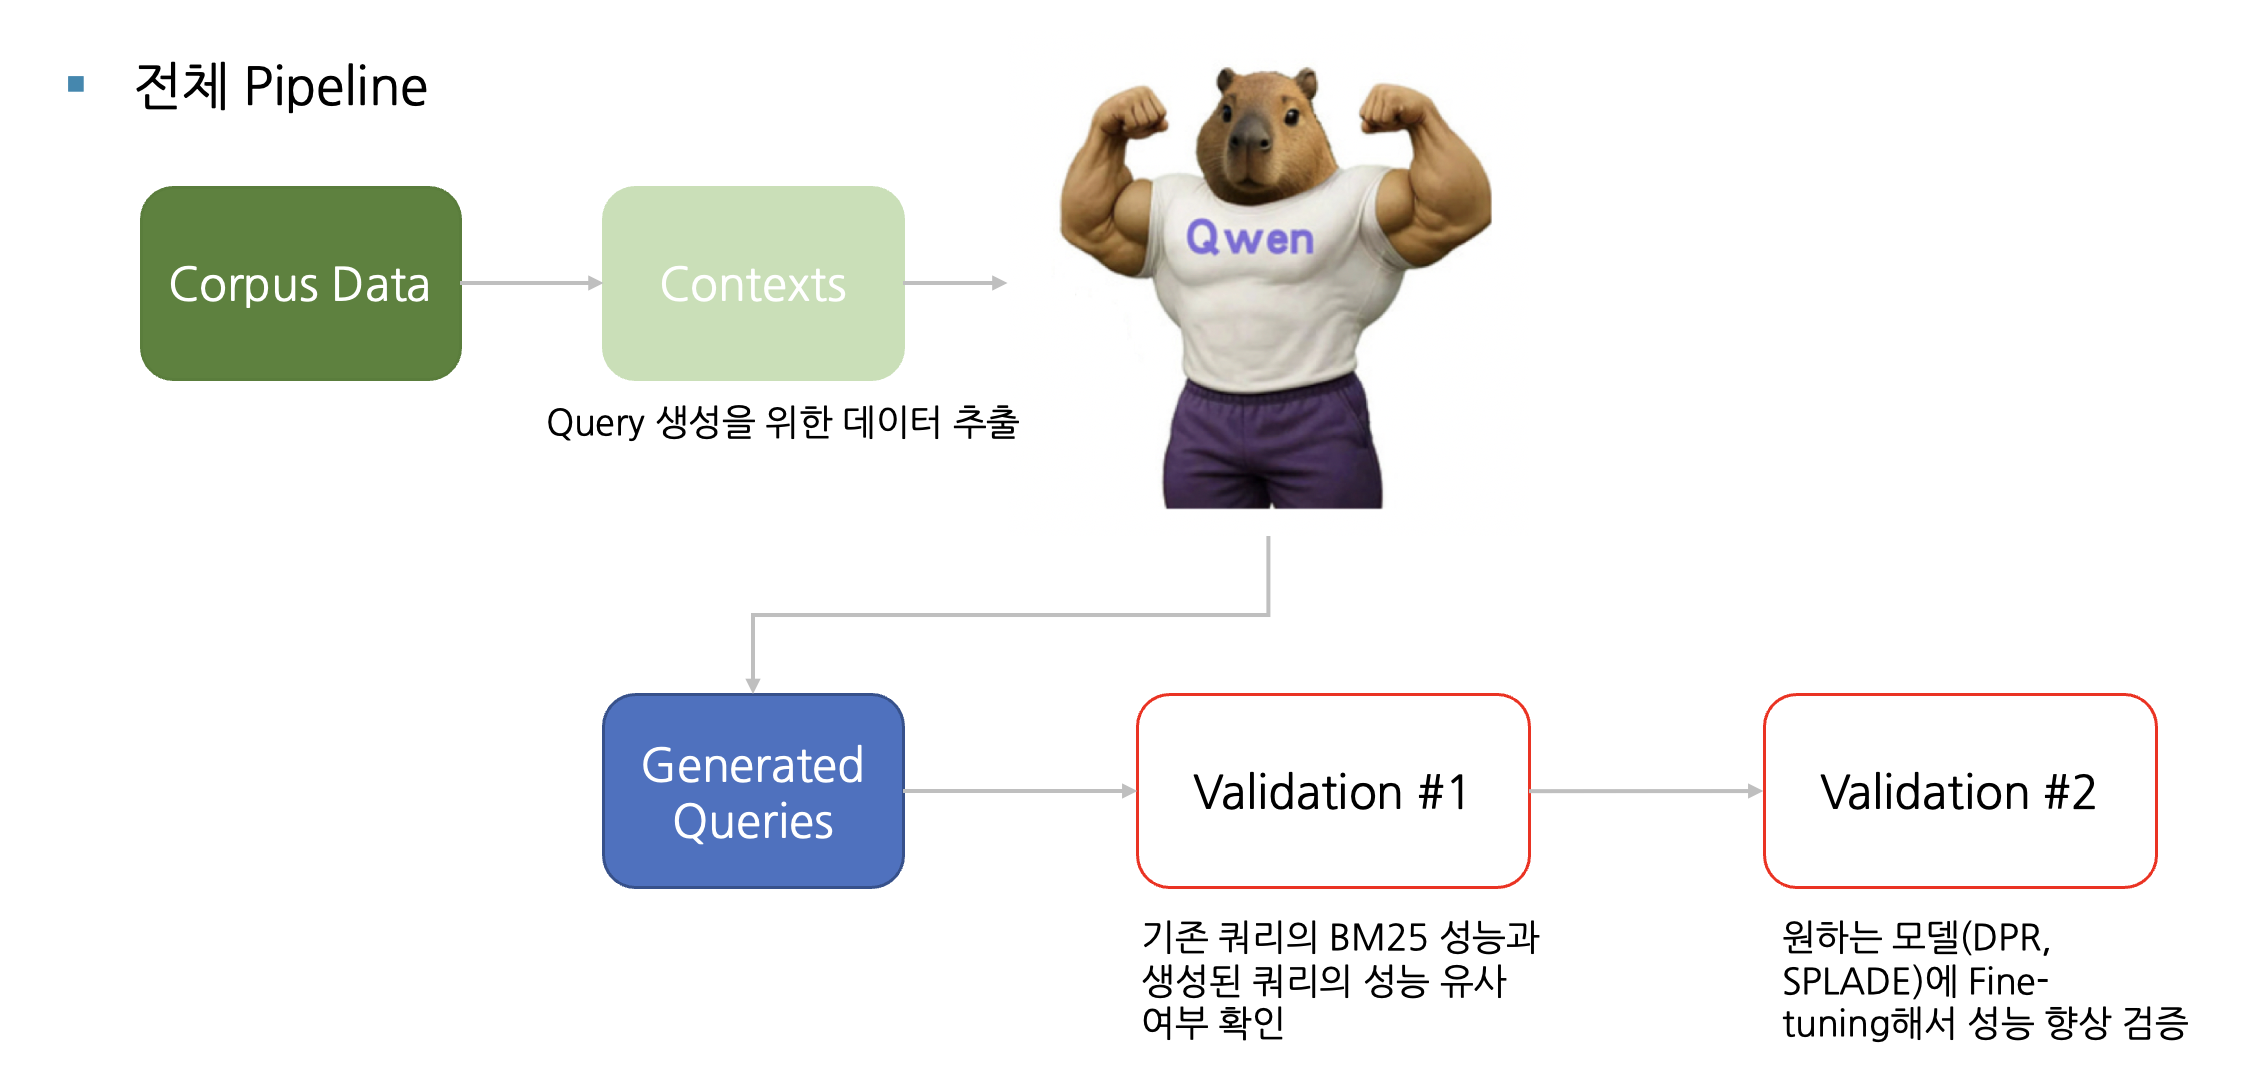 전체 Pipeline
Corpus Data
Contexts
Qwen
Query 생성을 위한 데이터 추출
Generated
Queries
Validation #1
Validation #2
기존 쿼리의 BM25 성능과
생성된 쿼리의 성능 유사
여부 확인
원하는 모델(DPR,
SPLADE)에 Fine-
tuning해서 성능 향상 검증